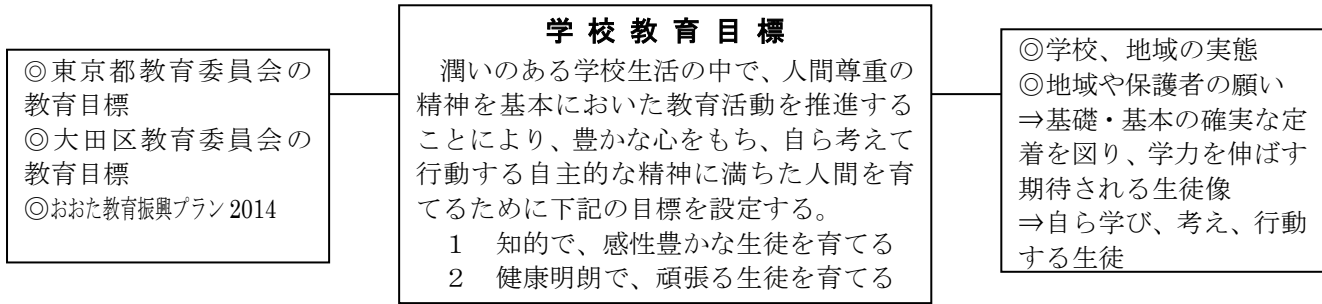 ◎東京都教育委員会の
教育目標
◎大田区教育委員会の
教育目標
◎おおた教育振興プラン 2014
学校教育目標
潤いのある学校生活の中で、人間尊重の
精神を基本においた教育活動を推進する
ことにより、豊かな心をもち、自ら考えて
行動する自主的な精神に満ちた人間を育
てるために下記の目標を設定する。
1 知的で、感性豊かな生徒を育てる
2 健康明朗で、頑張る生徒を育てる
◎学校、地域の実態
◎地域や保護者の願い
⇒基礎・基本の確実な定
着を図り、学力を伸ばす
期待される生徒像
⇒自ら学び、考え、行動
する生徒